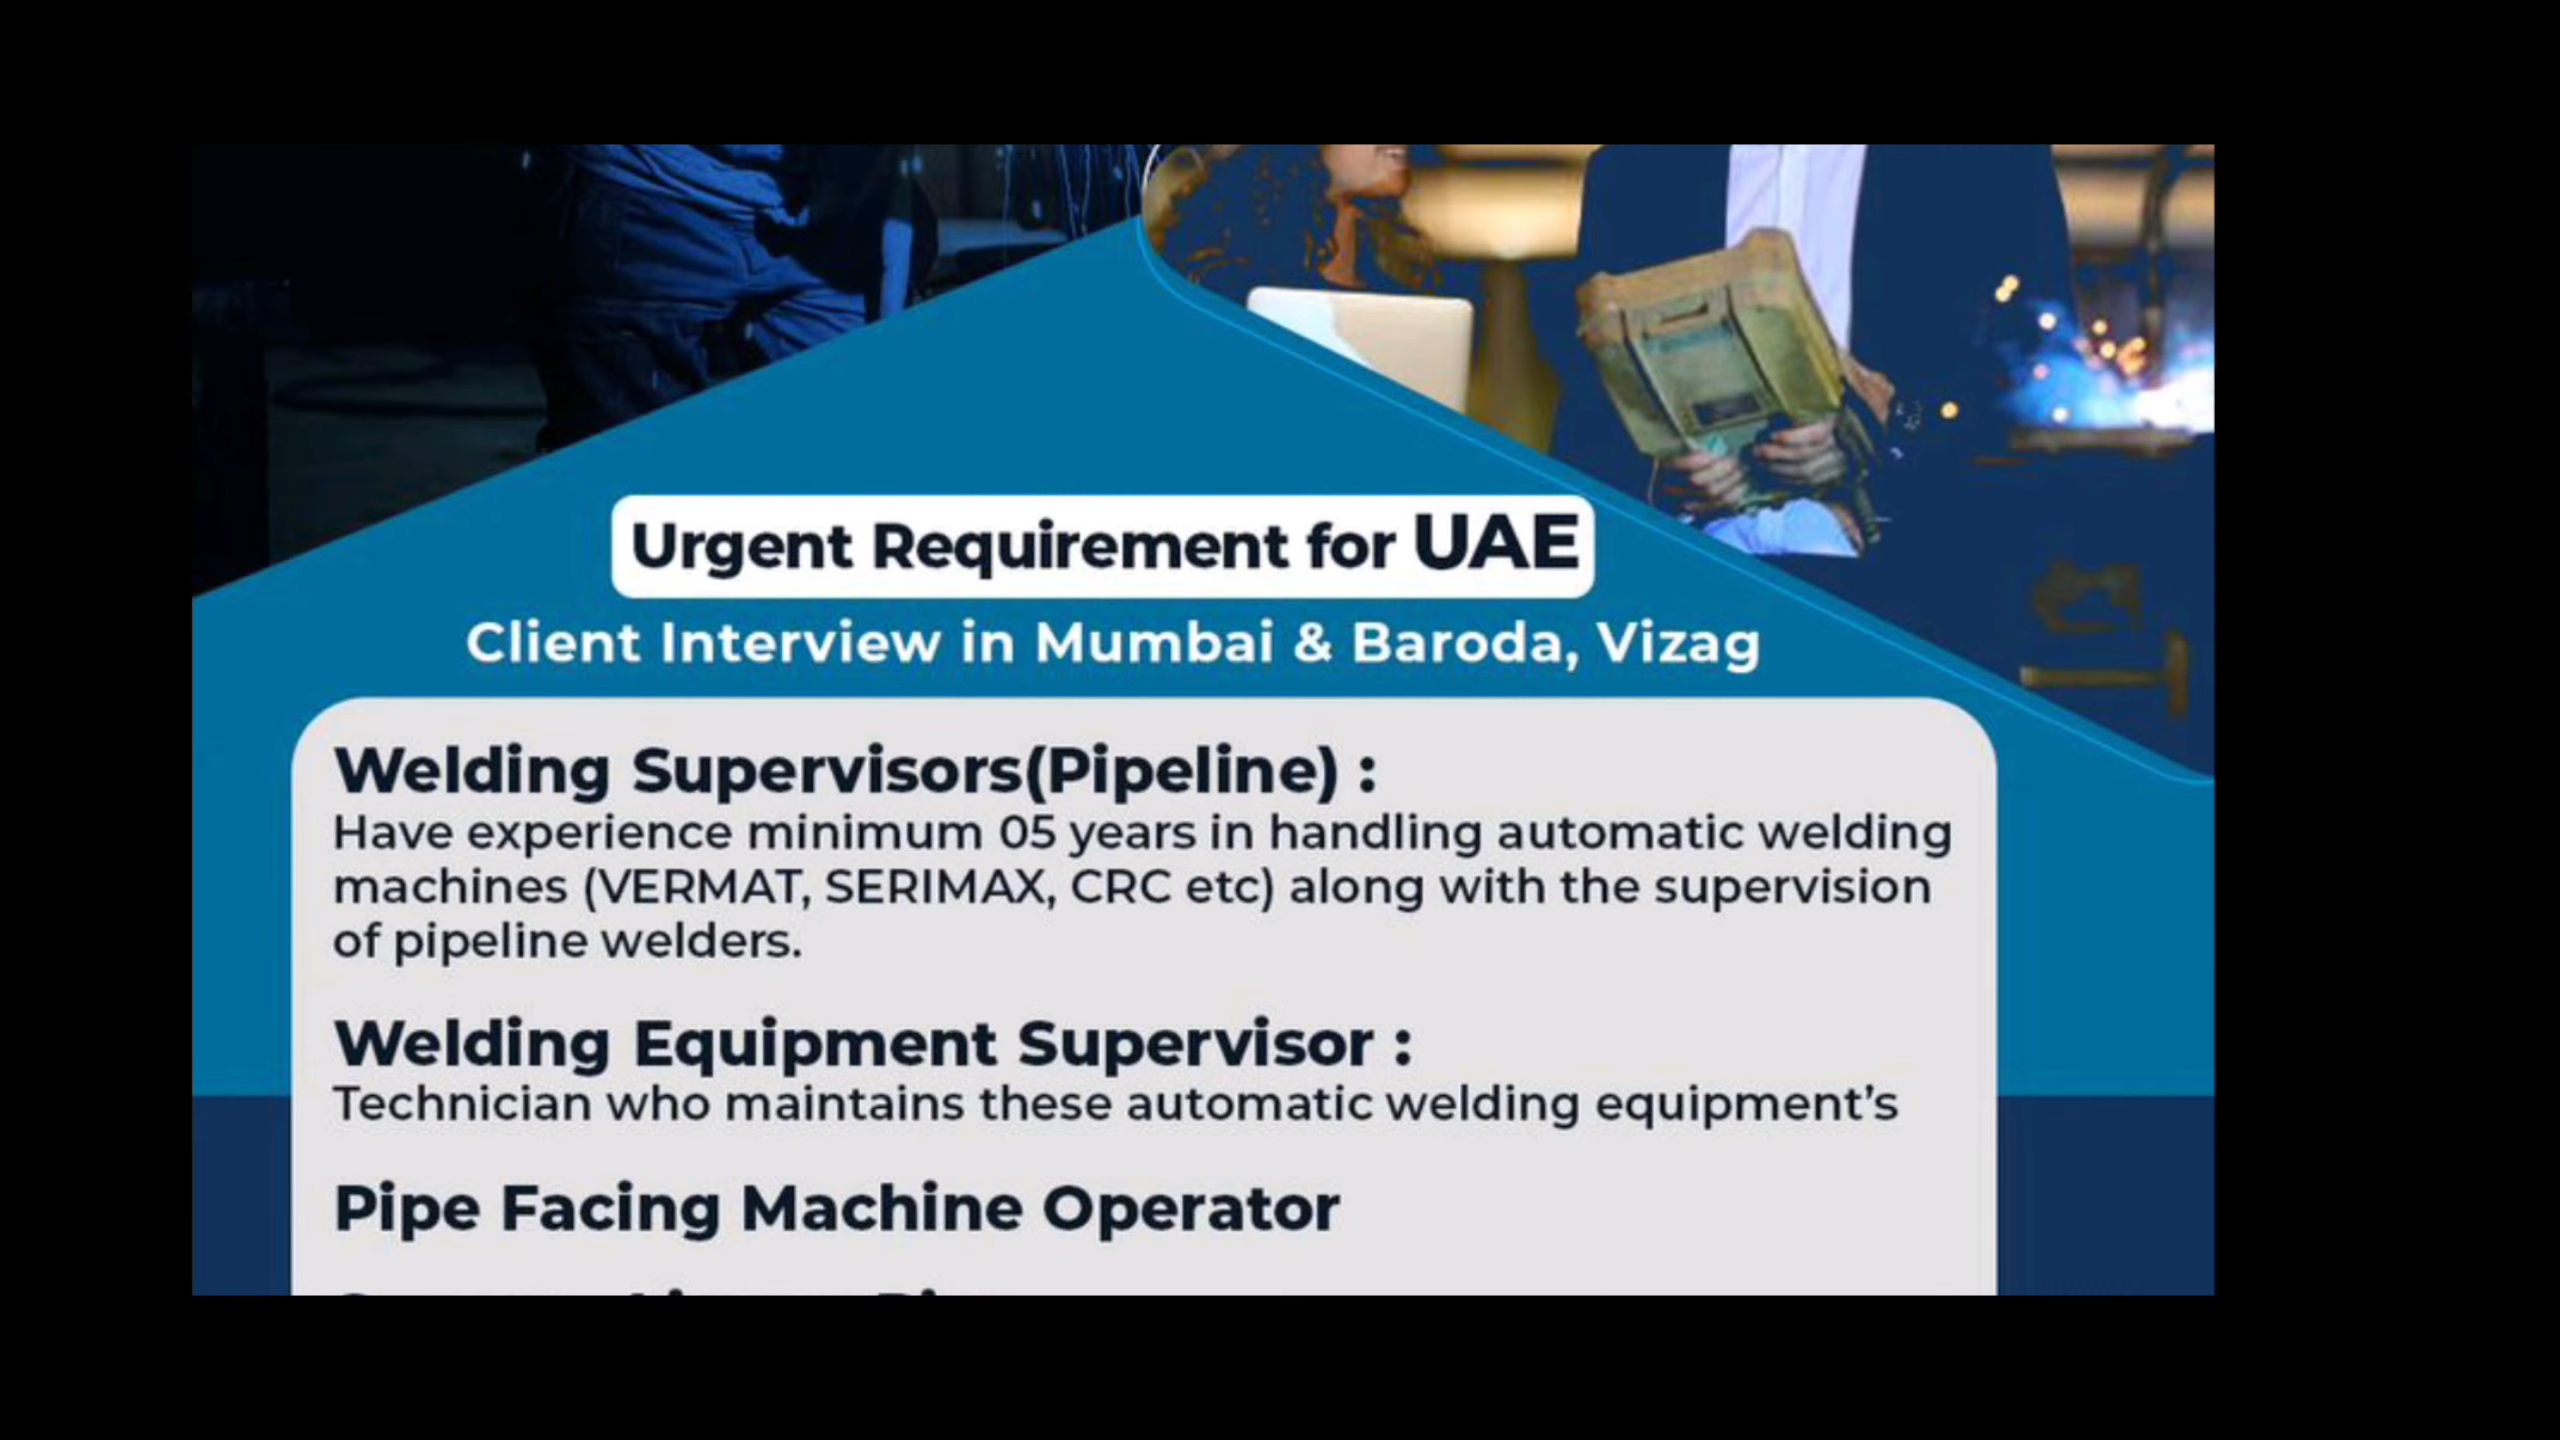 Urgent Requirement for UAE
Client Interview in Mumbai & Baroda, Vizag
Welding Supervisors(Pipeline) :
Have experience minimum 05 years in handling automatic welding
machines (VERMAT, SERIMAX, CRC etc) along with the supervision
of pipeline welders.
Welding Equipment Supervisor :
Technician who maintains these automatic welding equipment’s
Pipe Facing Machine Operator